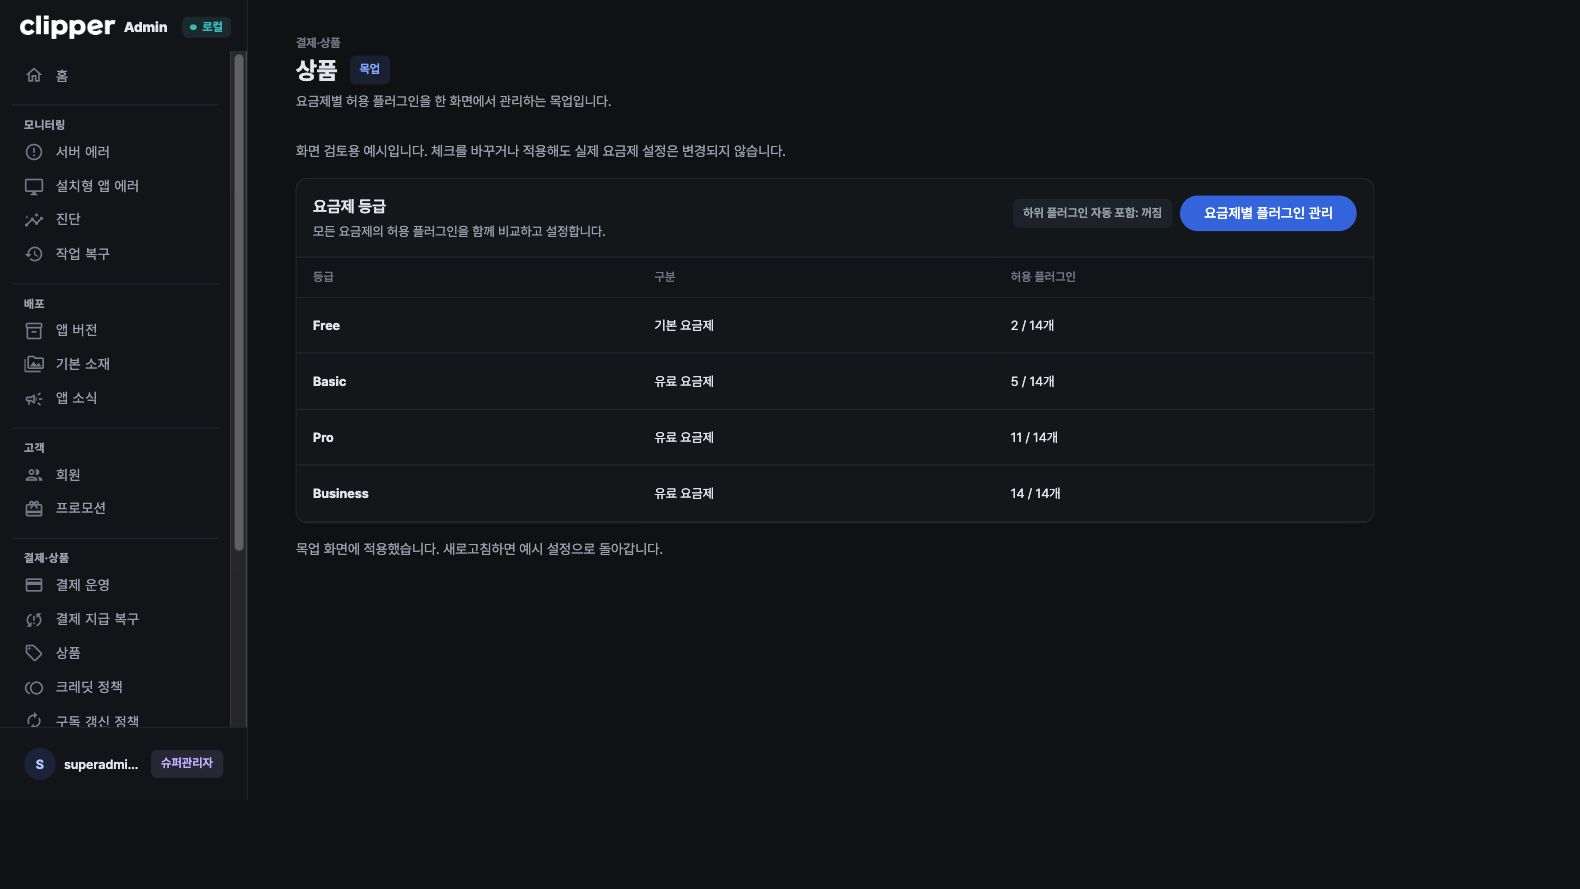 clipper Admin 로컬
홈
모니터링
서버 에러
설치형 앱 에러
진단
작업 복구
배포
앱 버전
기본 소재
앱 소식
고객
회원
프로모션
결제·상품
결제 운영
결제 지급 복구
상품
크레딧 정책
구독 갱신 정책
S superadmi... 슈퍼관리자
결제·상품
상품 목업
요금제별 허용 플러그인을 한 화면에서 관리하는 목업입니다.
화면 검토용 예시입니다. 체크를 바꾸거나 적용해도 실제 요금제 설정은 변경되지 않습니다.
요금제 등급
모든 요금제의 허용 플러그인을 함께 비교하고 설정합니다.
하위 플러그인 자동 포함: 꺼짐
요금제별 플러그인 관리
등급 구분 허용 플러그인
Free 기본 요금제 2 / 14개
Basic 유료 요금제 5 / 14개
Pro 유료 요금제 11 / 14개
Business 유료 요금제 14 / 14개
목업 화면에 적용했습니다. 새로고침하면 예시 설정으로 돌아갑니다.